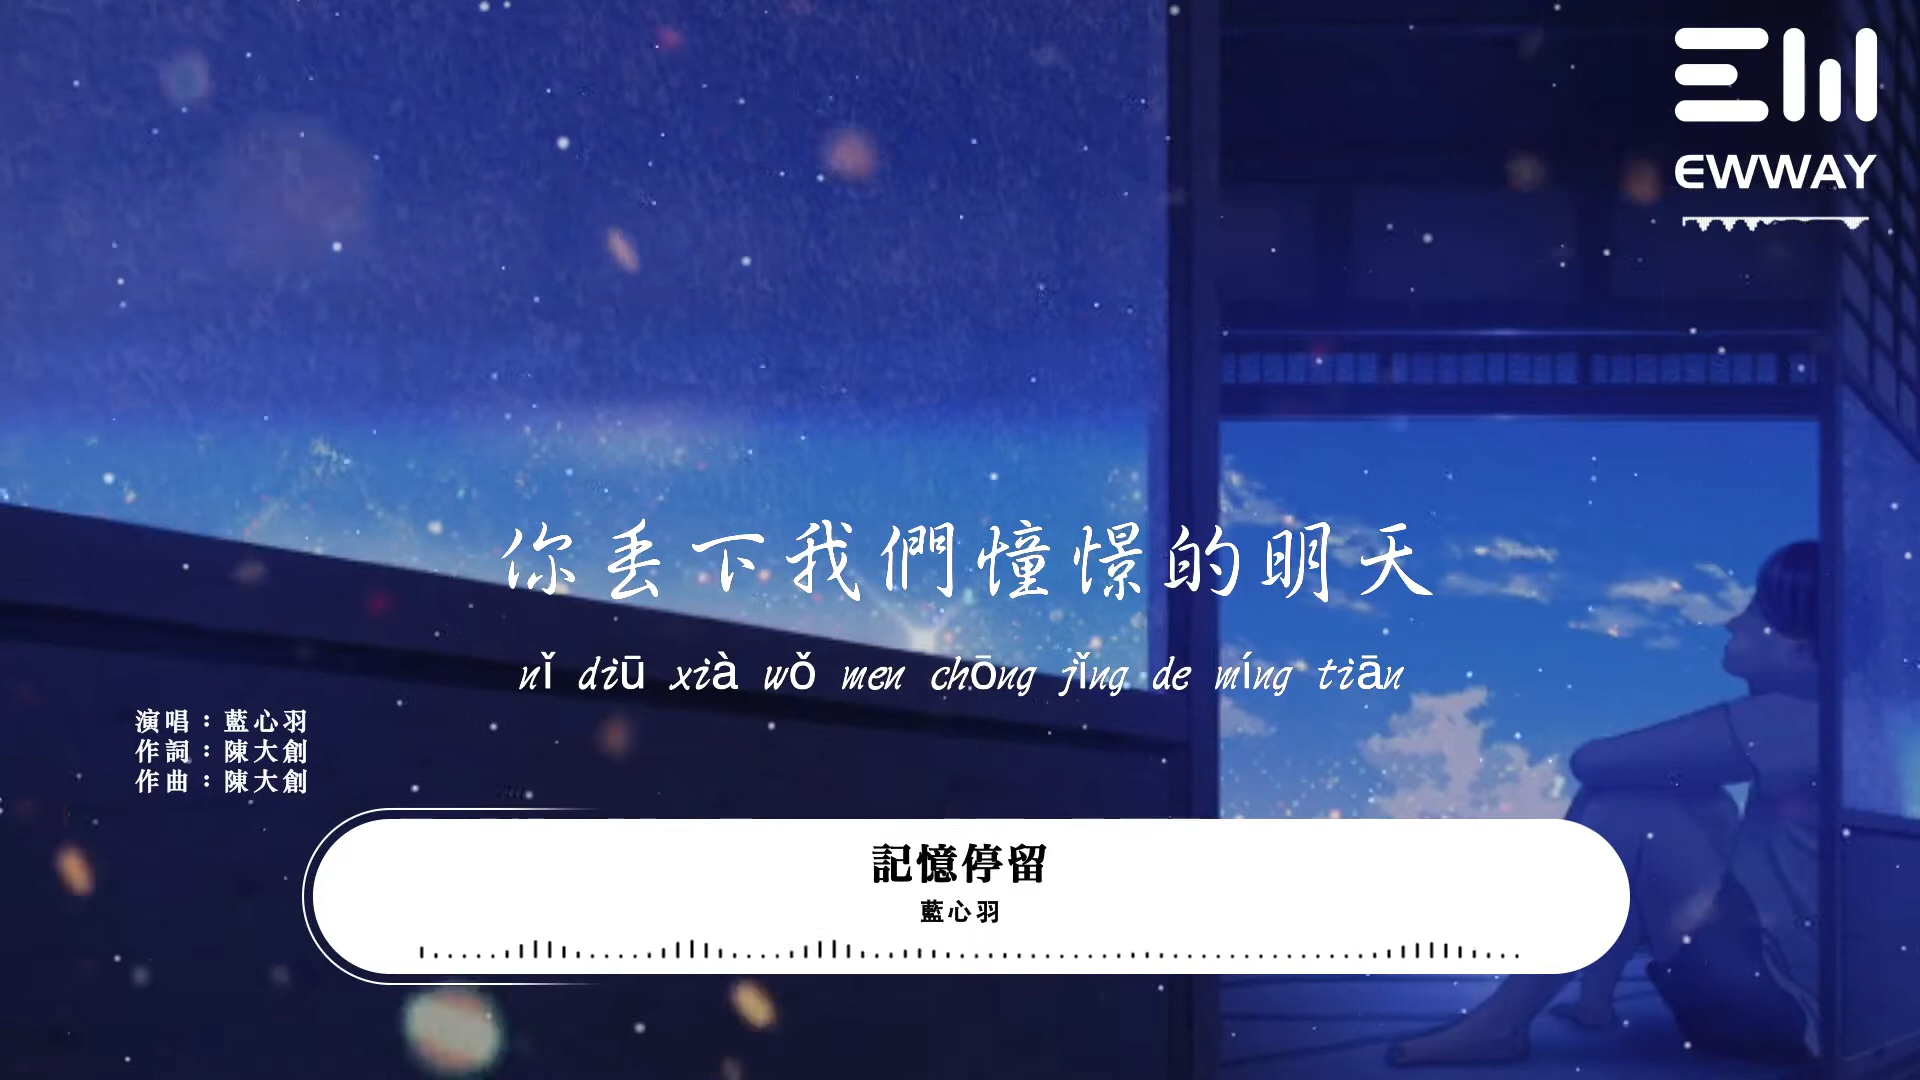 EW
EWWAY
你丟下我們憧憬的明天
nǐ diū xià wǒ men chōng jǐng de míng tiān
演唱：藍心羽
作詞：陳大創
作曲：陳大創
記憶停留
藍心羽